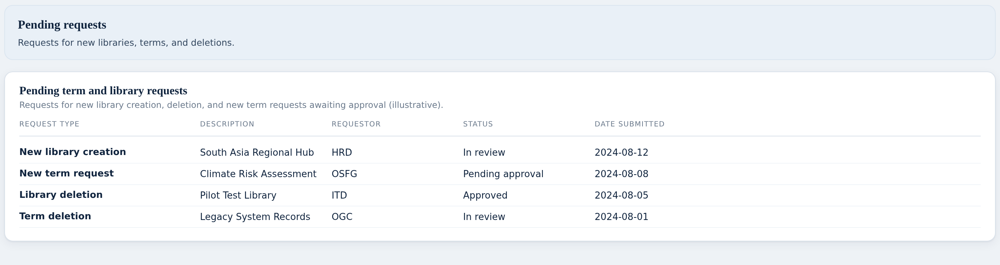 Pending requests
Requests for new libraries, terms, and deletions.
Pending term and library requests
Requests for new library creation, deletion, and new term requests awaiting approval (illustrative).
REQUEST TYPE DESCRIPTION REQUESTOR STATUS DATE SUBMITTED
New library creation South Asia Regional Hub HRD In review 2024-08-12
New term request Climate Risk Assessment OSFG Pending approval 2024-08-08
Library deletion Pilot Test Library ITD Approved 2024-08-05
Term deletion Legacy System Records OGC In review 2024-08-01